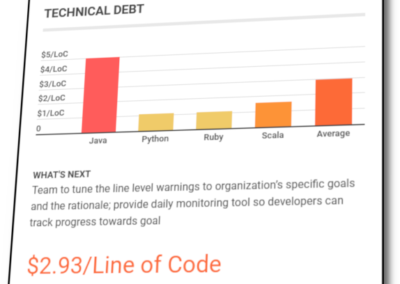 TECHNICAL DEBT
$5/LoC
$4/LoC
$3/LoC
$2/LoC
$1/LoC
0
Java Python Ruby Scala Average
WHAT'S NEXT
Team to tune the line level warnings to organization's specific goals
and the rationale; provide daily monitoring tool so developers can
track progress towards goal
$2.93/Line of Code